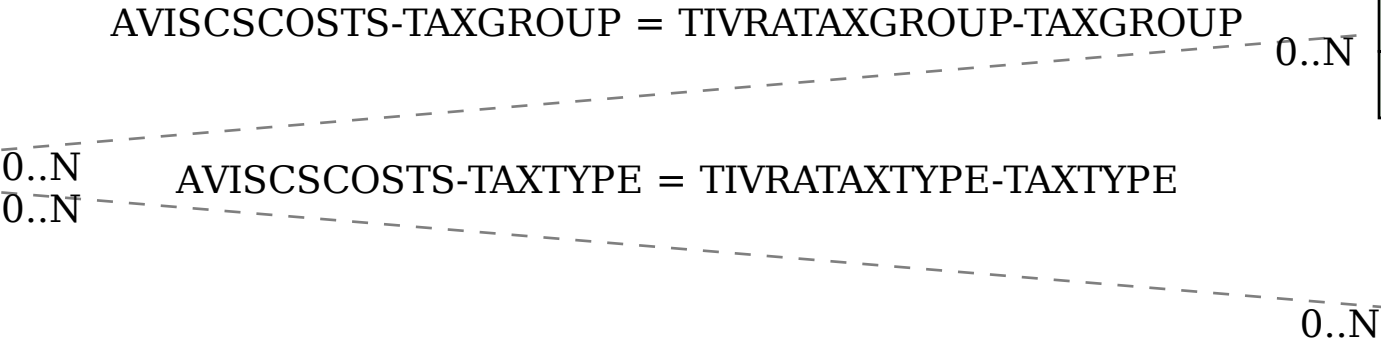 AVISCSCOSTS-TAXGROUP = TIVRATAXGROUP-TAXGROUP
0..N
0..N
AVISCSCOSTS-TAXTYPE = TIVRATAXTYPE-TAXTYPE
0..N
0..N